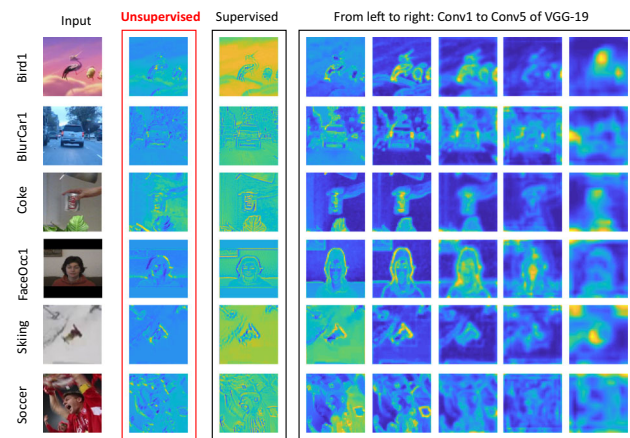 Input
Unsupervised
Supervised
From left to right: Conv1 to Conv5 of VGG-19
Bird1
BlurCar1
Coke
FaceOcc1
Skiing
Soccer